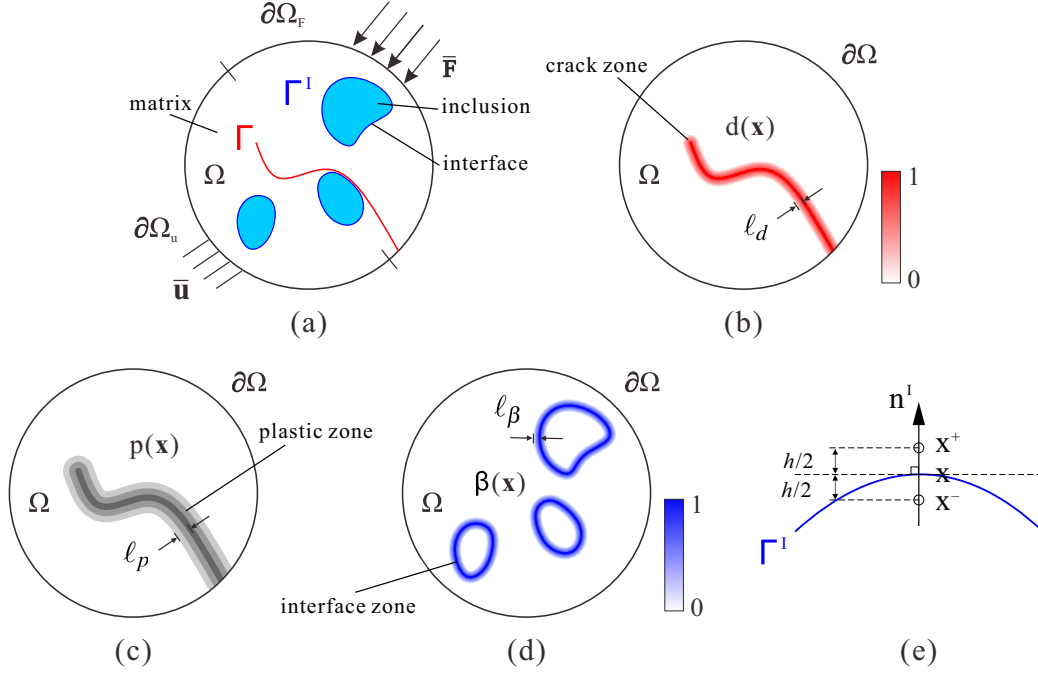 ∂Ω_F
F̅
Γ^I
matrix
inclusion
Γ
interface
Ω
∂Ω_u
u̅
(a)
∂Ω
crack zone
d(x)
Ω
ℓ_d
1
0
(b)
∂Ω
plastic zone
p(x)
Ω
ℓ_p
(c)
∂Ω
ℓ_β
β(x)
Ω
interface zone
1
0
(d)
n^I
x^+
h/2
x
h/2
x^-
Γ^I
(e)